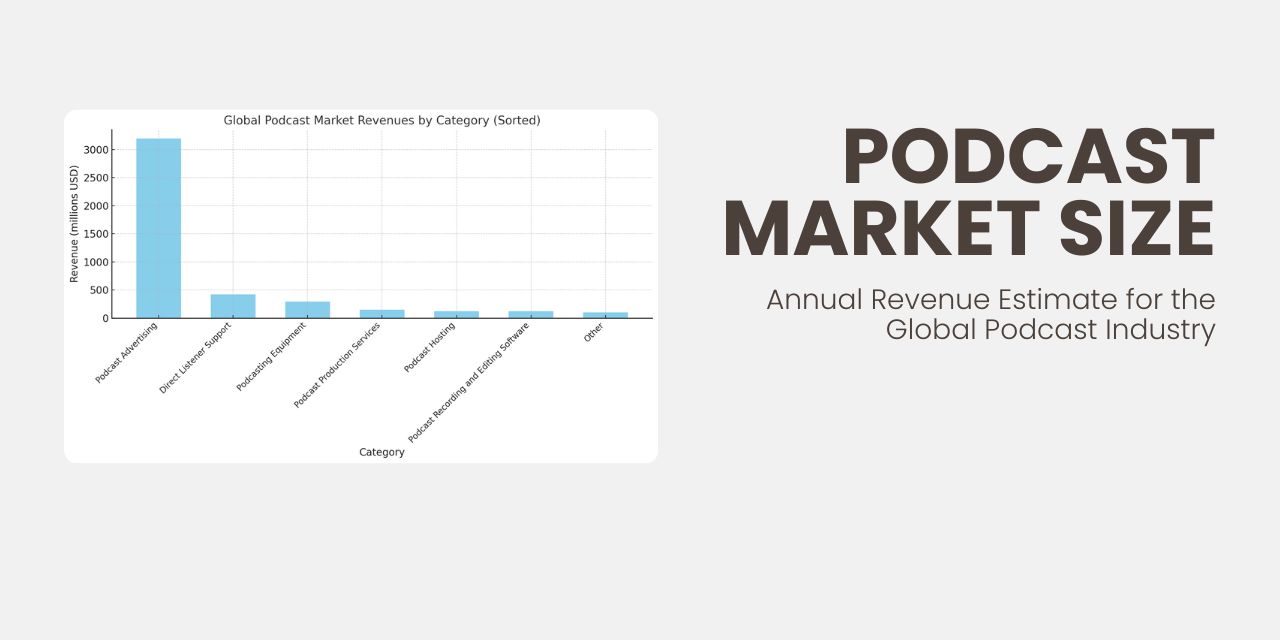 Global Podcast Market Revenues by Category (Sorted)
Revenue (millions USD)
3000
2500
2000
1500
1000
500
0
Podcast Advertising
Direct Listener Support
Podcasting Equipment
Podcast Production Services
Podcast Hosting
Podcast Recording and Editing Software
Other
Category
PODCAST
MARKET SIZE
Annual Revenue Estimate for the
Global Podcast Industry